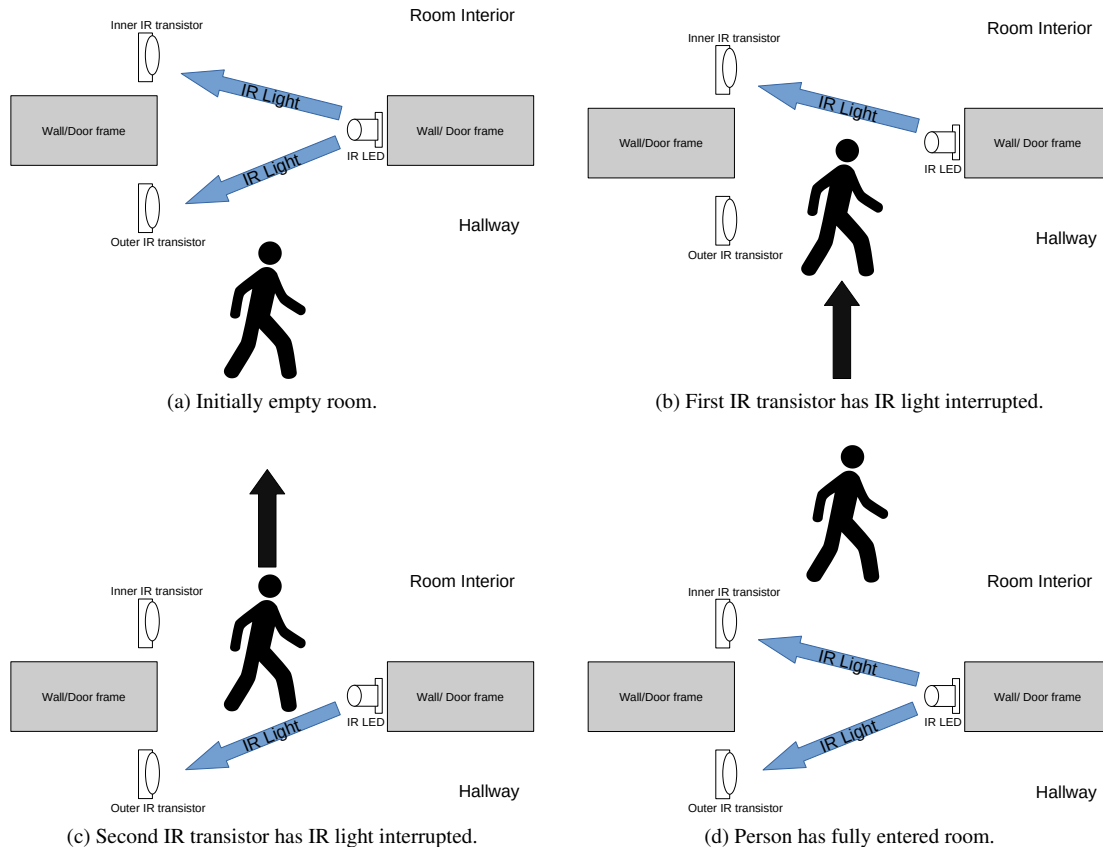 Room Interior
Inner IR transistor
IR Light
Wall/Door frame
Wall/ Door frame
IR LED
IR Light
Outer IR transistor
Hallway
(a) Initially empty room.
Room Interior
Inner IR transistor
IR Light
Wall/Door frame
Wall/ Door frame
IR LED
Outer IR transistor
Hallway
(b) First IR transistor has IR light interrupted.
Room Interior
Inner IR transistor
Wall/Door frame
Wall/ Door frame
IR LED
IR Light
Outer IR transistor
Hallway
(c) Second IR transistor has IR light interrupted.
Room Interior
Inner IR transistor
IR Light
Wall/Door frame
Wall/ Door frame
IR LED
IR Light
Outer IR transistor
Hallway
(d) Person has fully entered room.